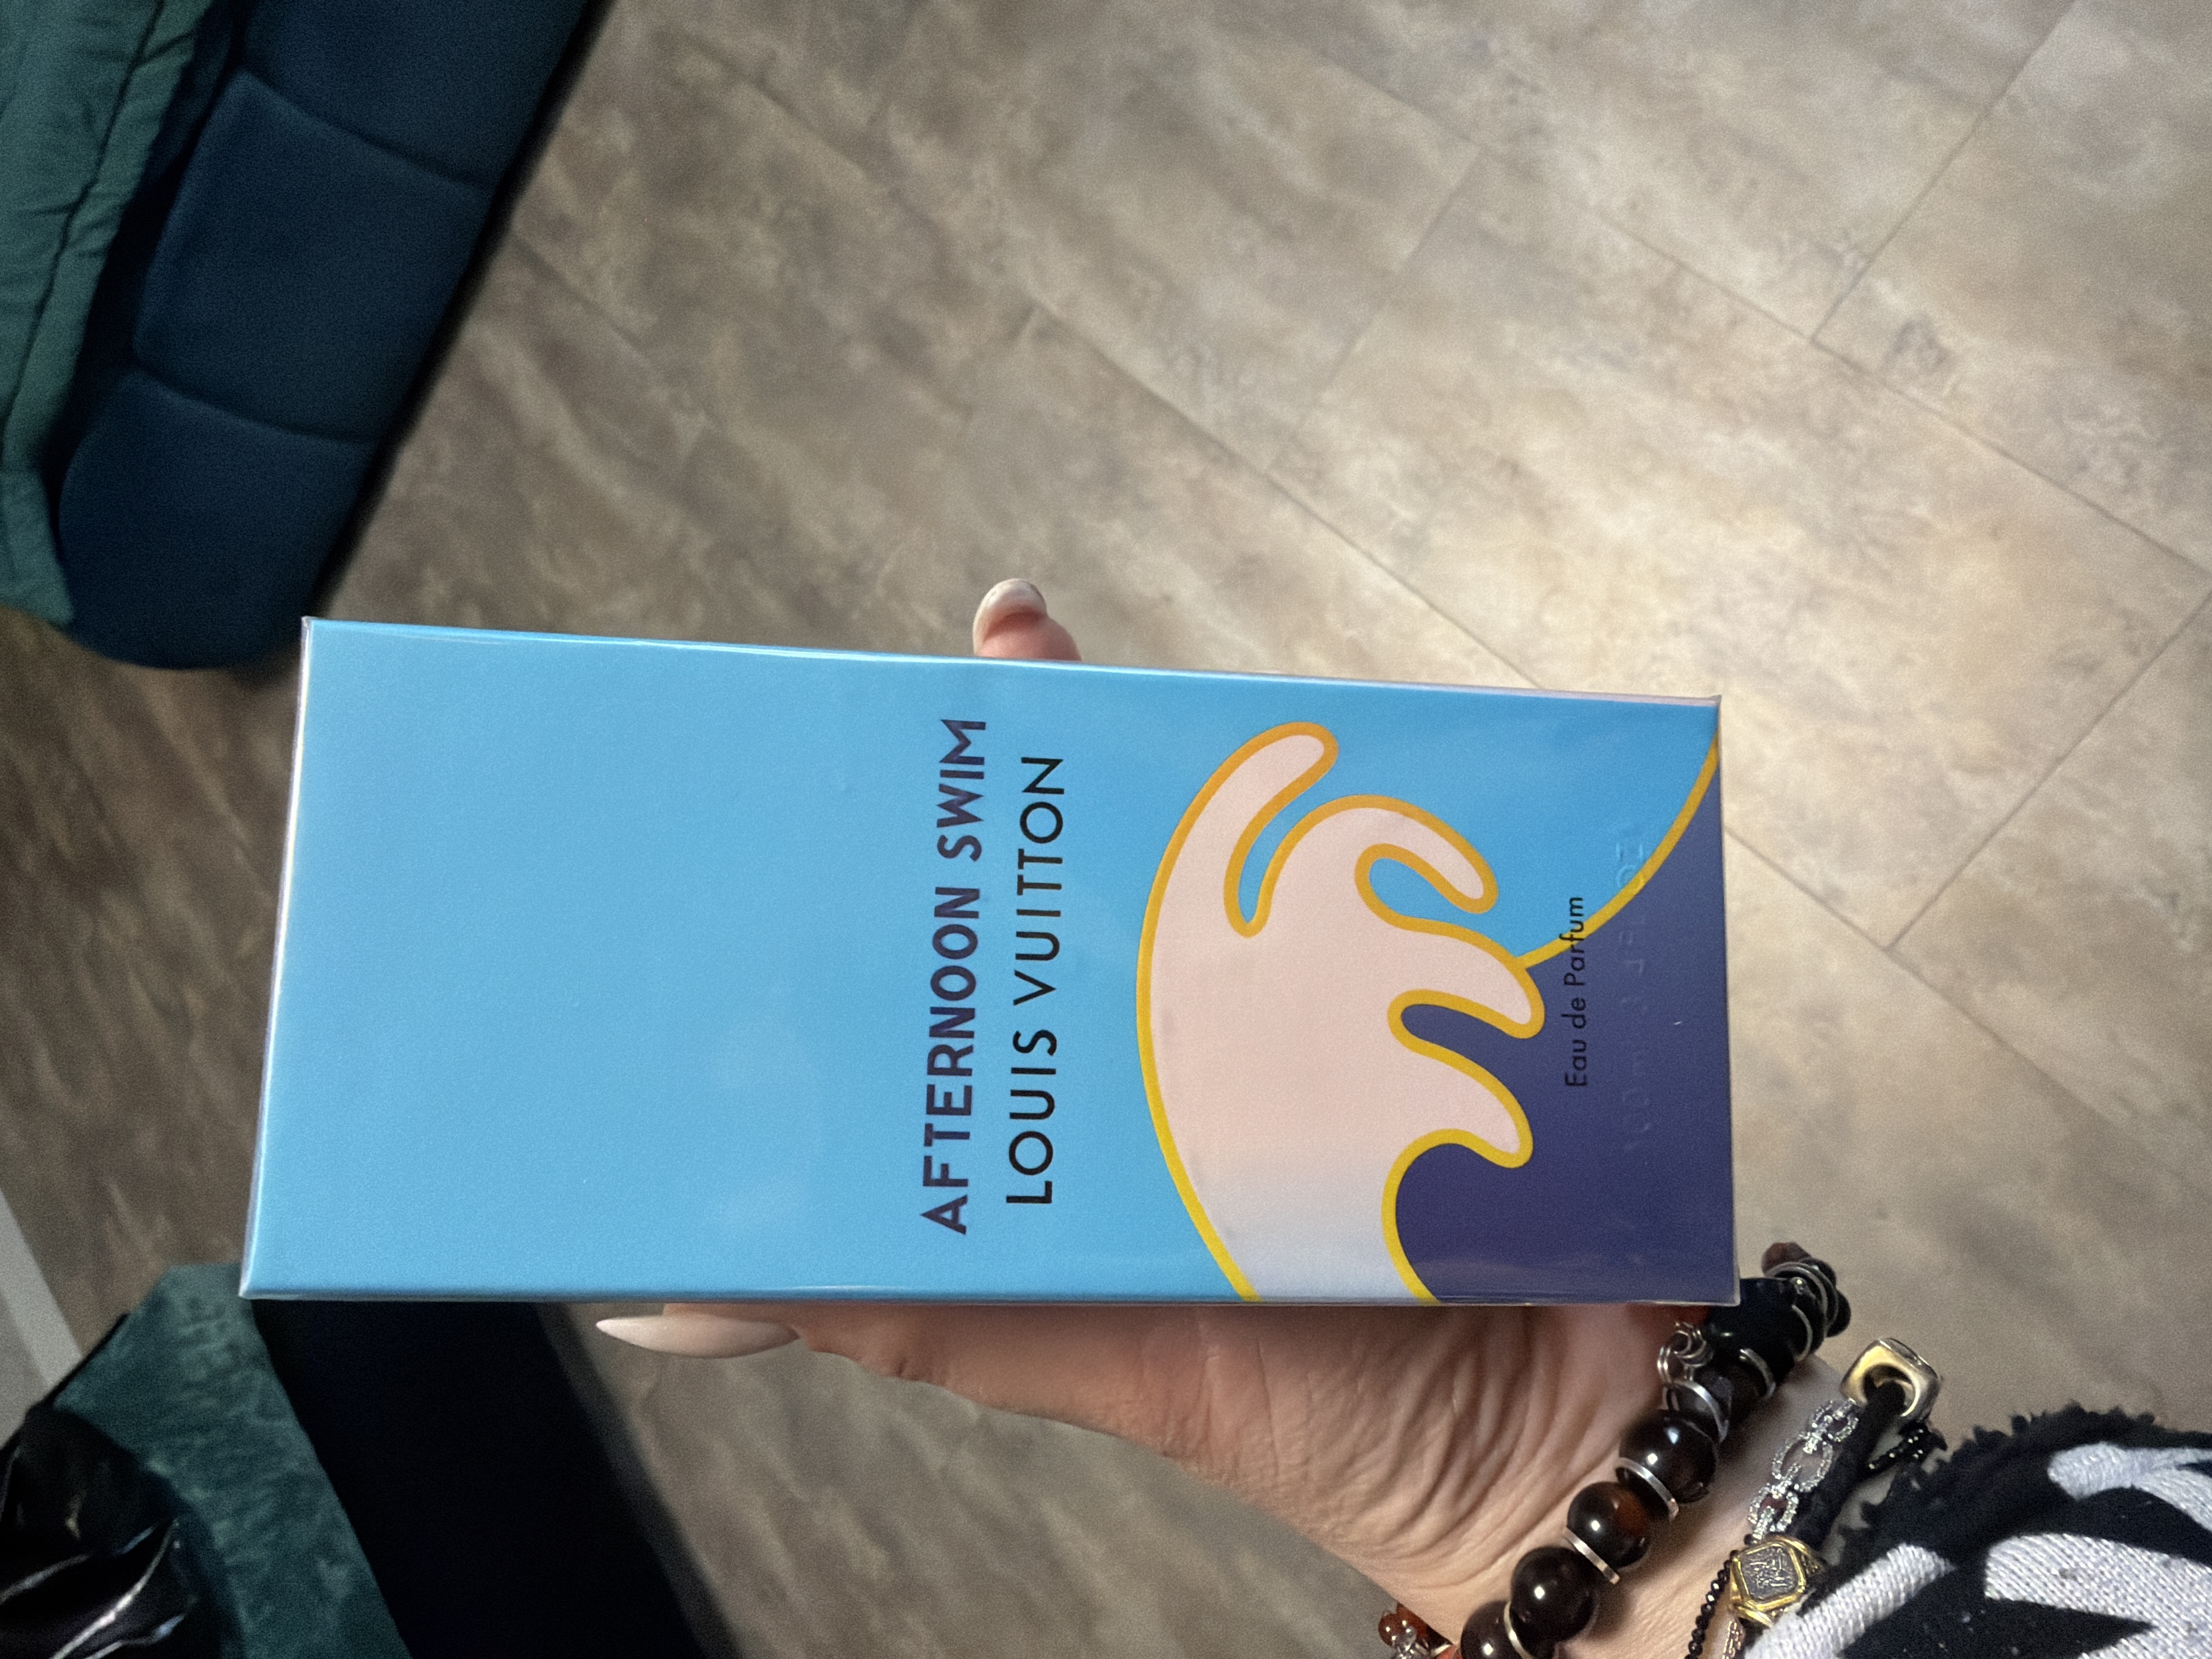 AFTERNOON SWIM
LOUIS VUITTON
Eau de Parfum